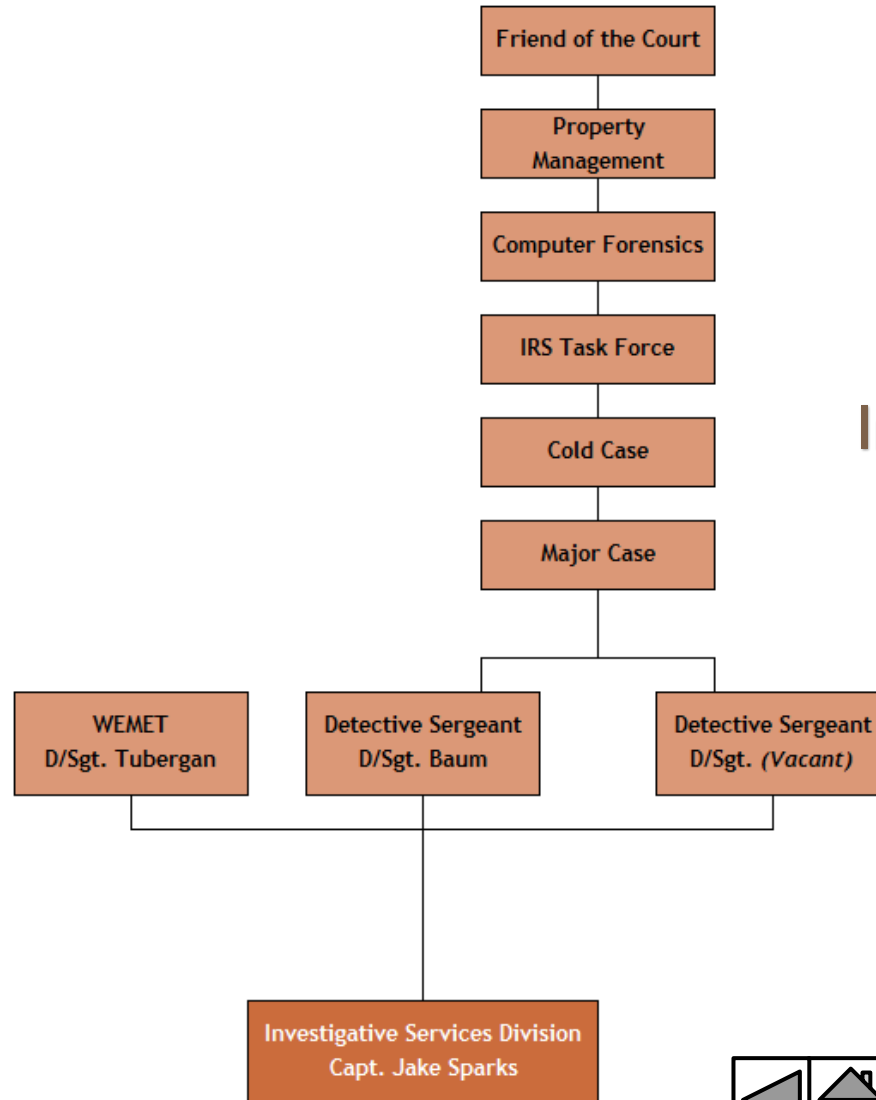 Friend of the Court
Property
Management
Computer Forensics
IRS Task Force
Cold Case
Major Case
WEMET
D/Sgt. Tubergan
Detective Sergeant
D/Sgt. Baum
Detective Sergeant
D/Sgt. (Vacant)
Investigative Services Division
Capt. Jake Sparks